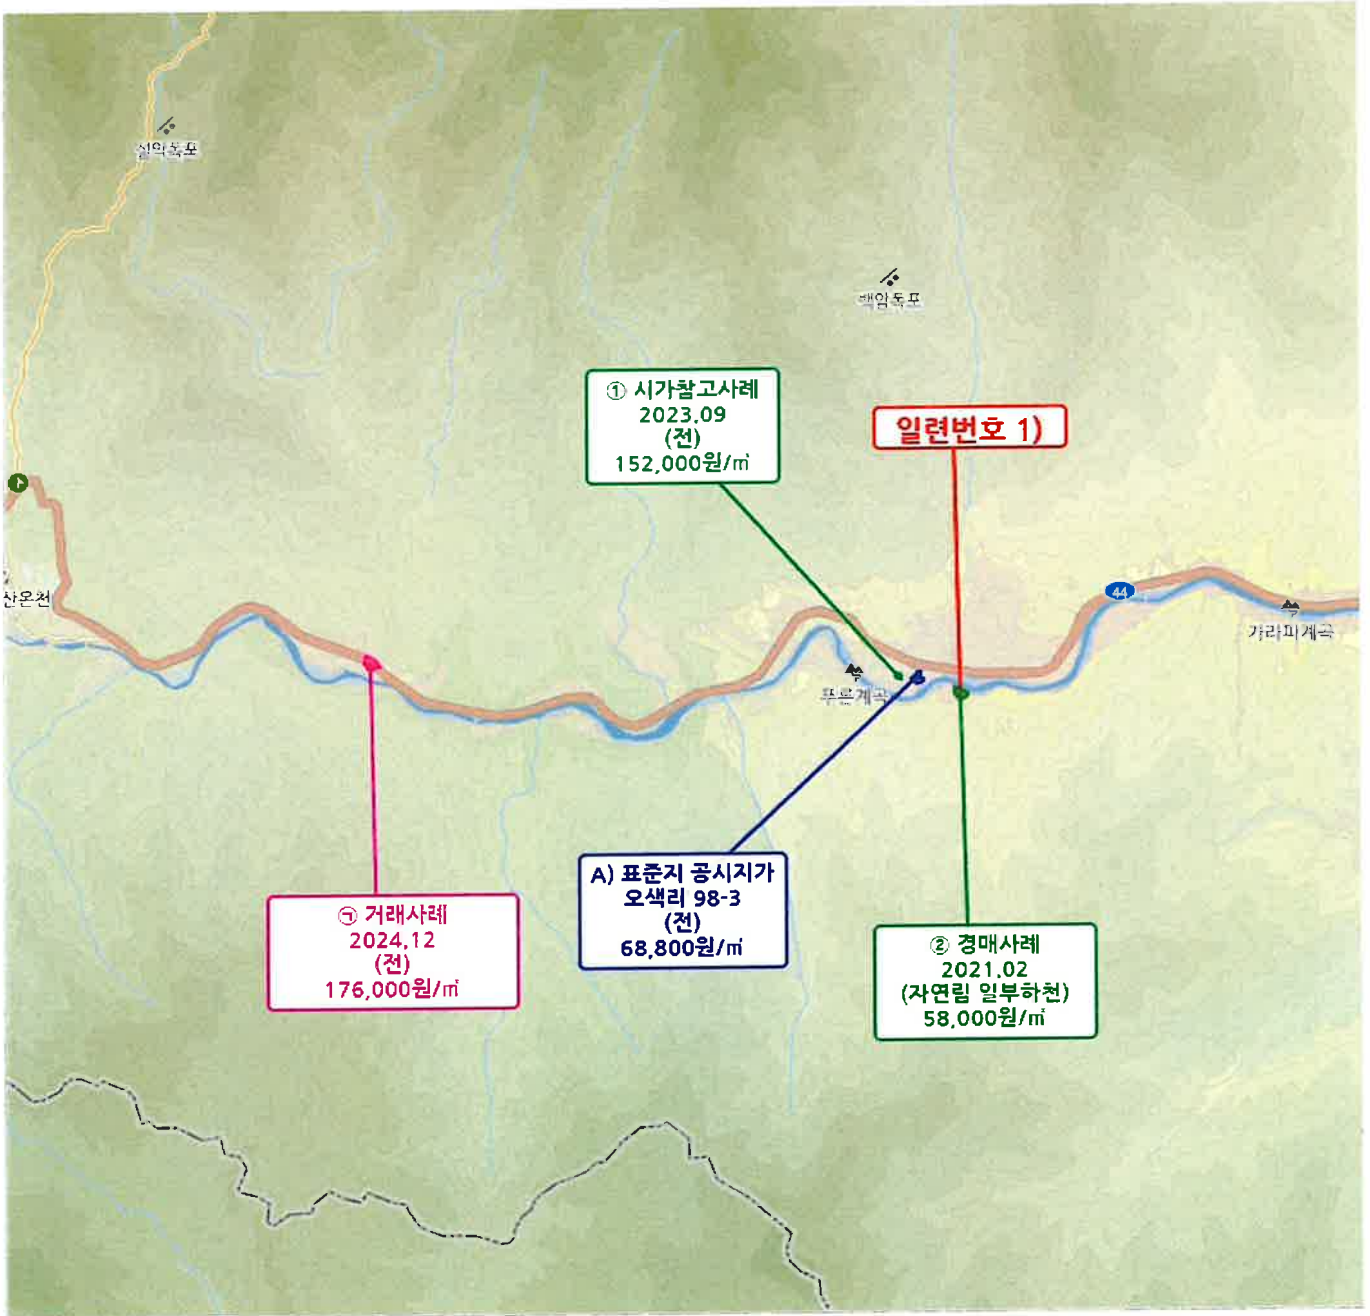 설악폭포
백암폭포
① 시가참고사례
2023.09
(전)
152,000원/㎡
일련번호 1)
44
산온천
가라피계곡
푸른계곡
A) 표준지 공시지가
오색리 98-3
(전)
68,800원/㎡
㉠ 거래사례
2024.12
(전)
176,000원/㎡
② 경매사례
2021.02
(자연림 일부하천)
58,000원/㎡